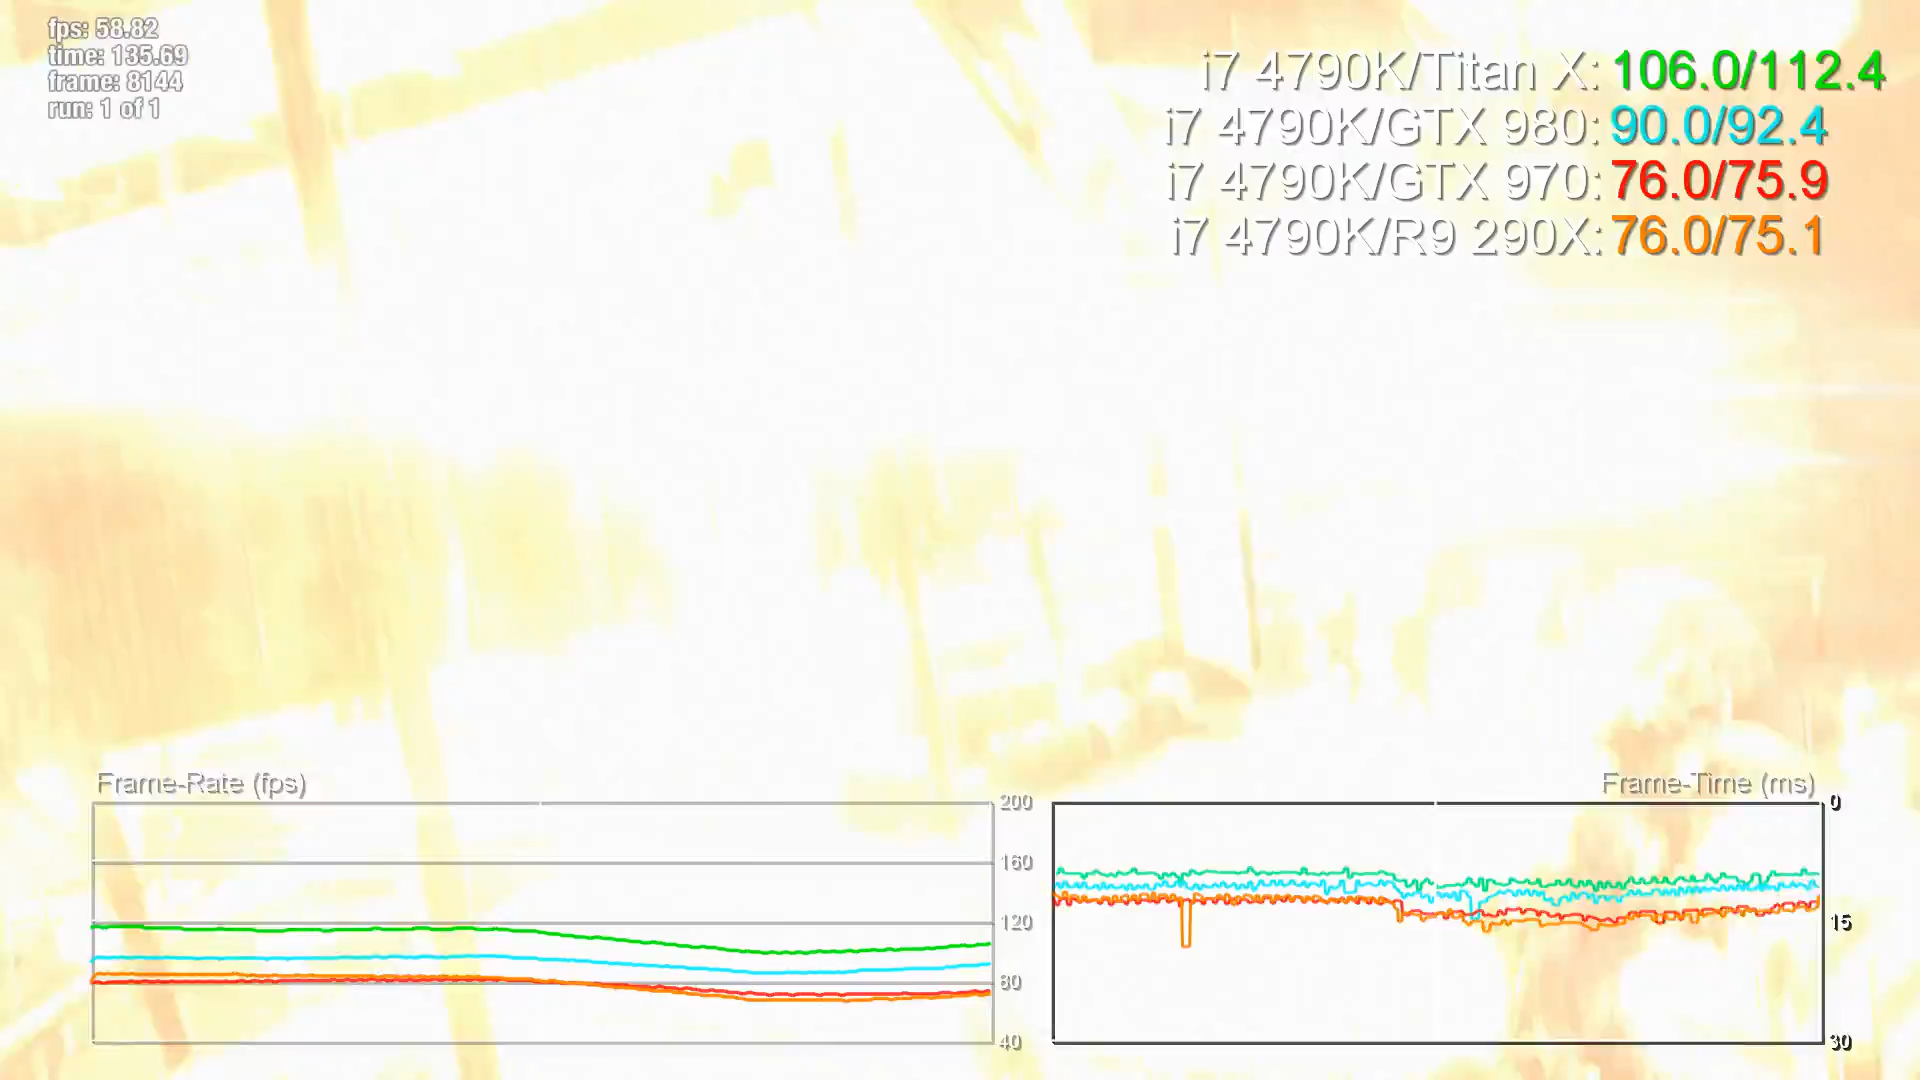 fps: 58.82
time: 135.69
frame: 8144
run: 1 of 1
i7 4790K/Titan X: 106.0/112.4
i7 4790K/GTX 980: 90.0/92.4
i7 4790K/GTX 970: 76.0/75.9
i7 4790K/R9 290X: 76.0/75.1
Frame-Rate (fps)
200
160
120
80
40
Frame-Time (ms)
0
15
30